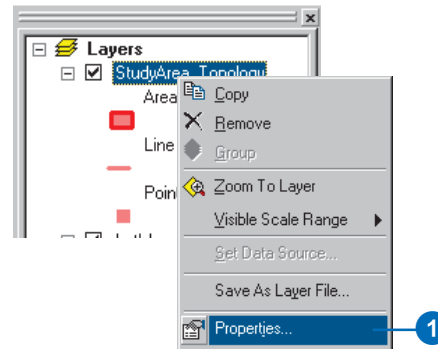 Layers
StudyArea_Topology
Area
Line
Point
Copy
Remove
Group
Zoom To Layer
Visible Scale Range
Set Data Source...
Save As Layer File...
Properties...
1